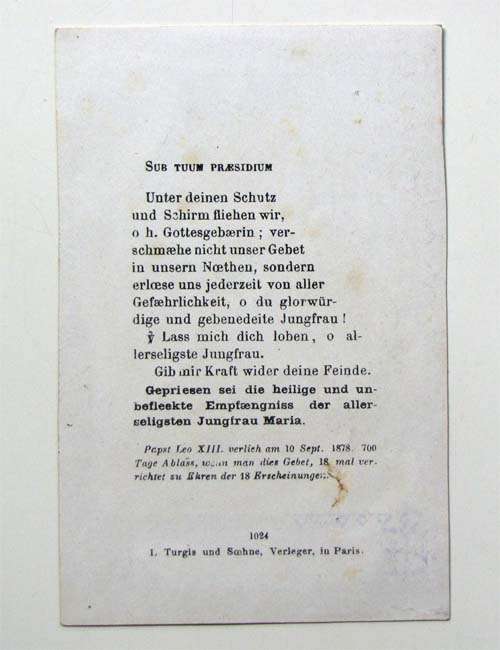 SUB TUUM PRÆSIDIUM
Unter deinen Schutz
und Schirm fliehen wir,
o h. Gottesgebærin ; ver-
schmæhe nicht unser Gebet
in unsern Nœthen, sondern
erlœse uns jederzeit von aller
Gefæhrlichkeit, o du glorwür-
dige und gebenedeite Jungfrau !
℣ Lass mich dich loben, o al-
lerseligste Jungfrau.
Gib mir Kraft wider deine Feinde.
Gepriesen sei die heilige und un-
befleekte Empfængniss der aller-
seligsten Jungfrau Maria.
Papst Leo XIII. verlich am 10 Sept. 1878. 700
Tage Ablass, wenn man dies Gebet, 18 mal ver-
richtet zu Ehren der 18 Erscheinungen.
1024
L. Turgis und Sœhne, Verleger, in Paris.